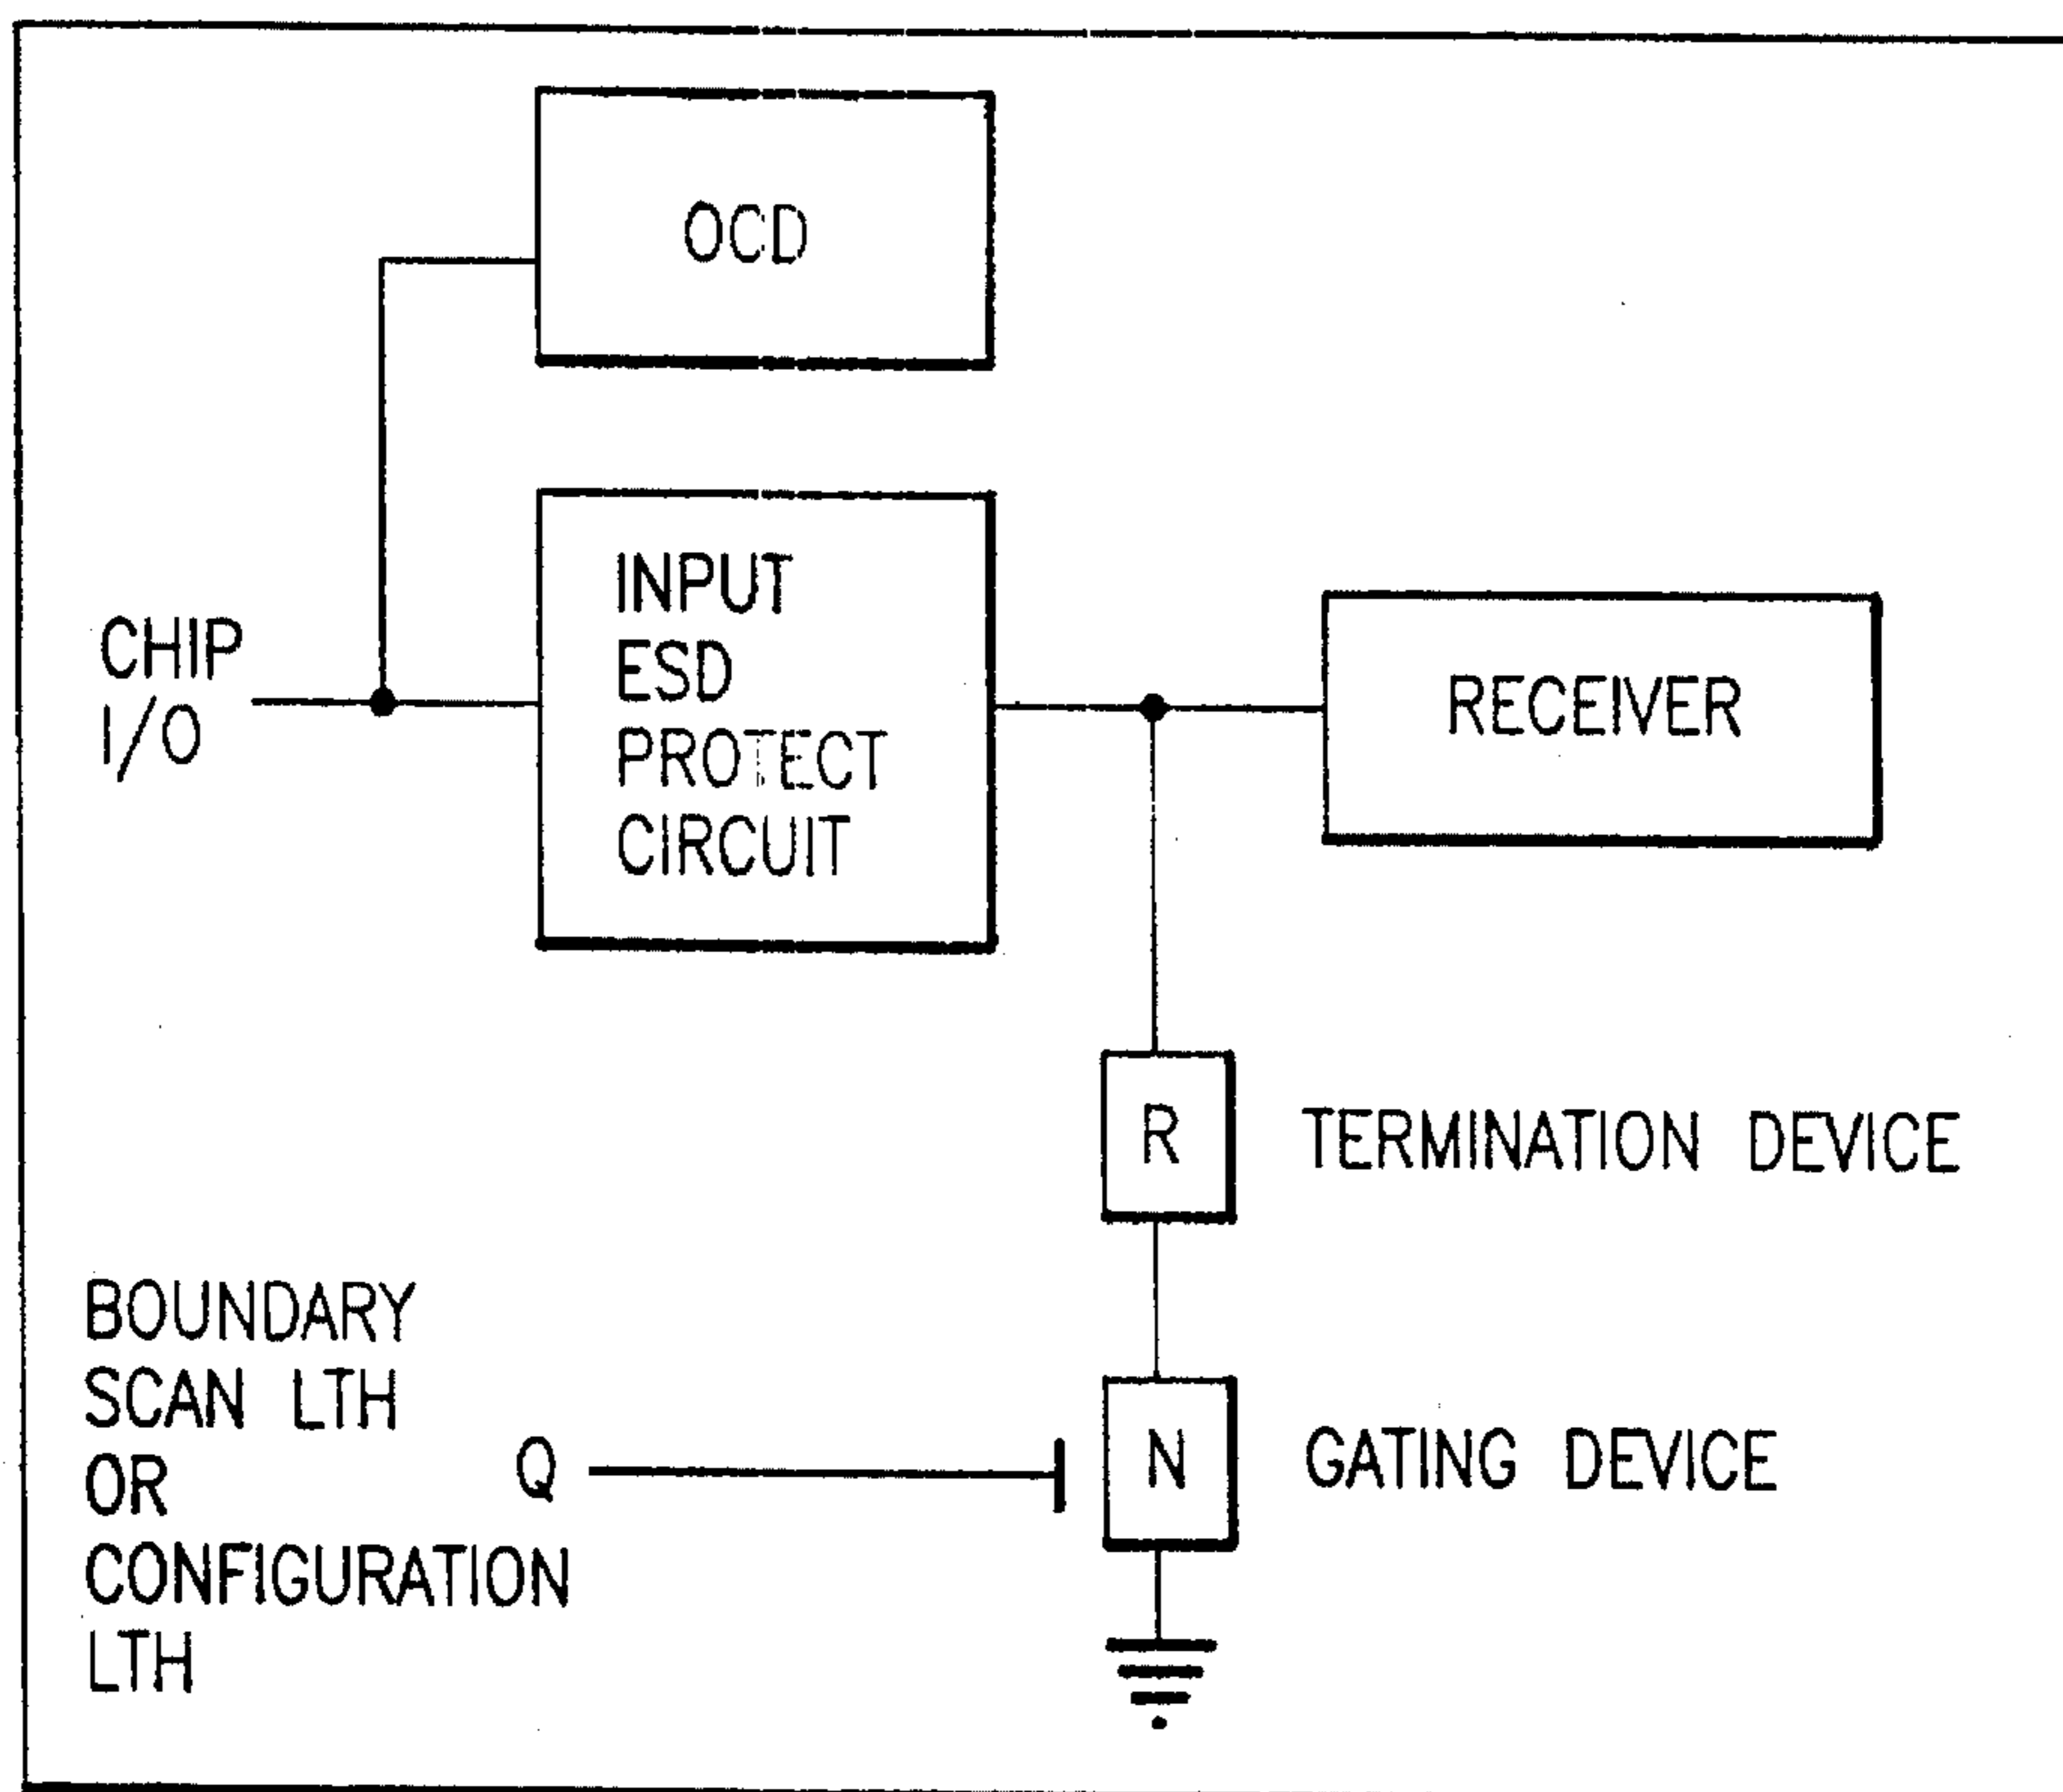 OCD
INPUT
ESD
PROTECT
CIRCUIT
CHIP
I/O
RECEIVER
R
TERMINATION DEVICE
BOUNDARY
SCAN LTH
OR
CONFIGURATION
LTH
Q
N
GATING DEVICE